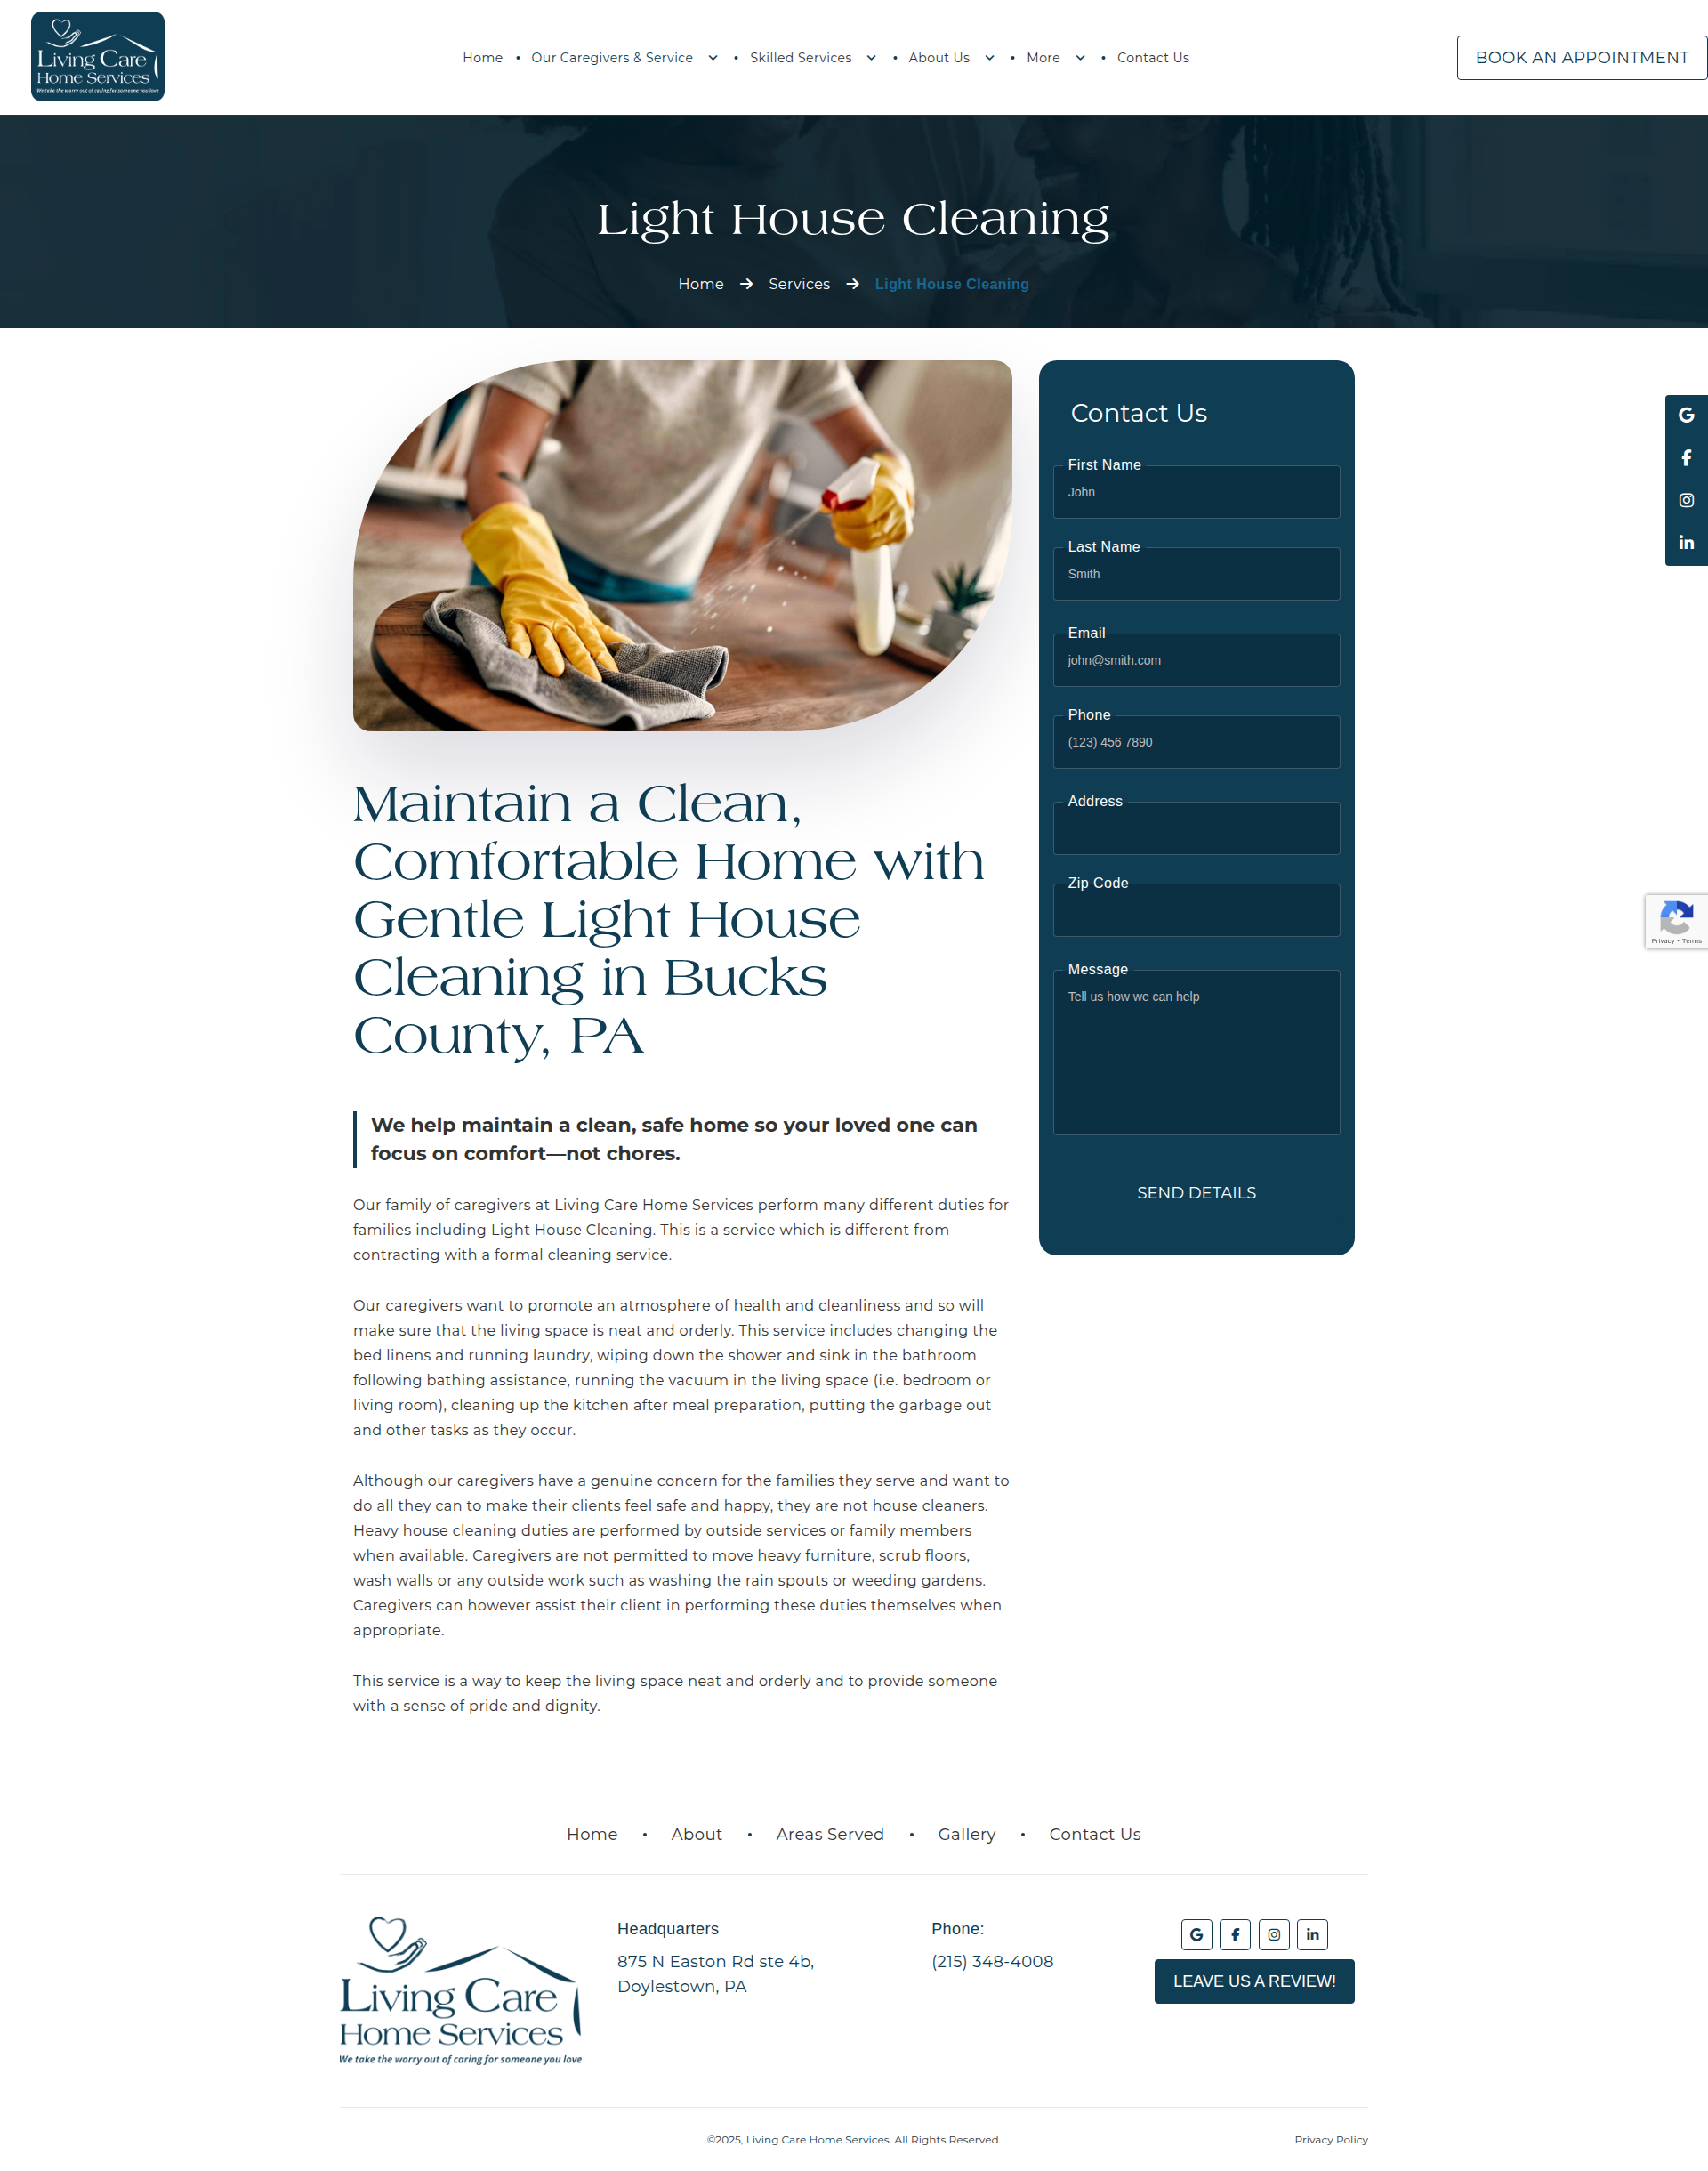 Living Care
Home Services
We take the worry out of caring for someone you love
Home • Our Caregivers & Service • Skilled Services • About Us • More • Contact Us
BOOK AN APPOINTMENT
Light House Cleaning
Home → Services → Light House Cleaning
Maintain a Clean,
Comfortable Home with
Gentle Light House
Cleaning in Bucks
County, PA
We help maintain a clean, safe home so your loved one can
focus on comfort—not chores.
Our family of caregivers at Living Care Home Services perform many different duties for
families including Light House Cleaning. This is a service which is different from
contracting with a formal cleaning service.
Our caregivers want to promote an atmosphere of health and cleanliness and so will
make sure that the living space is neat and orderly. This service includes changing the
bed linens and running laundry, wiping down the shower and sink in the bathroom
following bathing assistance, running the vacuum in the living space (i.e. bedroom or
living room), cleaning up the kitchen after meal preparation, putting the garbage out
and other tasks as they occur.
Although our caregivers have a genuine concern for the families they serve and want to
do all they can to make their clients feel safe and happy, they are not house cleaners.
Heavy house cleaning duties are performed by outside services or family members
when available. Caregivers are not permitted to move heavy furniture, scrub floors,
wash walls or any outside work such as washing the rain spouts or weeding gardens.
Caregivers can however assist their client in performing these duties themselves when
appropriate.
This service is a way to keep the living space neat and orderly and to provide someone
with a sense of pride and dignity.
Contact Us
First Name
John
Last Name
Smith
Email
john@smith.com
Phone
(123) 456 7890
Address
Zip Code
Message
Tell us how we can help
SEND DETAILS
Privacy - Terms
Home • About • Areas Served • Gallery • Contact Us
Living Care
Home Services
We take the worry out of caring for someone you love
Headquarters
875 N Easton Rd ste 4b,
Doylestown, PA
Phone:
(215) 348-4008
LEAVE US A REVIEW!
©2025, Living Care Home Services. All Rights Reserved.
Privacy Policy